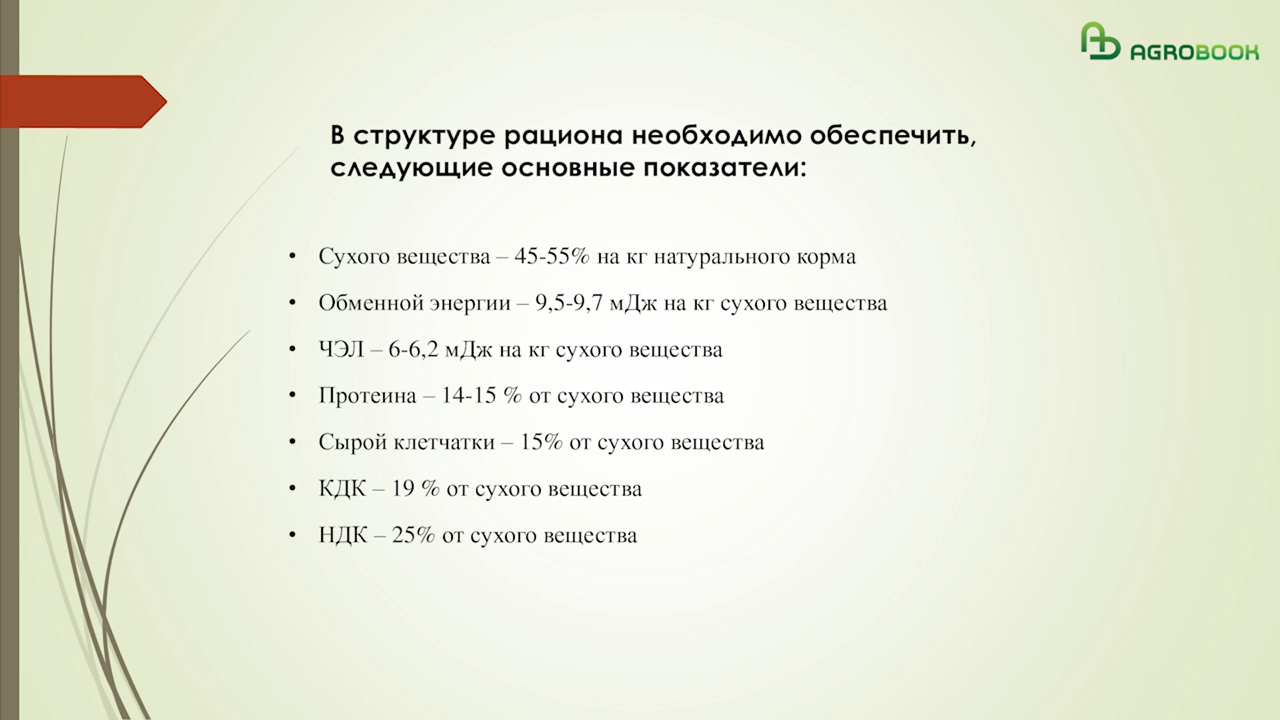 AGROBOOK
В структуре рациона необходимо обеспечить,
следующие основные показатели:
• Сухого вещества – 45-55% на кг натурального корма
• Обменной энергии – 9,5-9,7 мДж на кг сухого вещества
• ЧЭЛ – 6-6,2 мДж на кг сухого вещества
• Протеина – 14-15 % от сухого вещества
• Сырой клетчатки – 15% от сухого вещества
• КДК – 19 % от сухого вещества
• НДК – 25% от сухого вещества